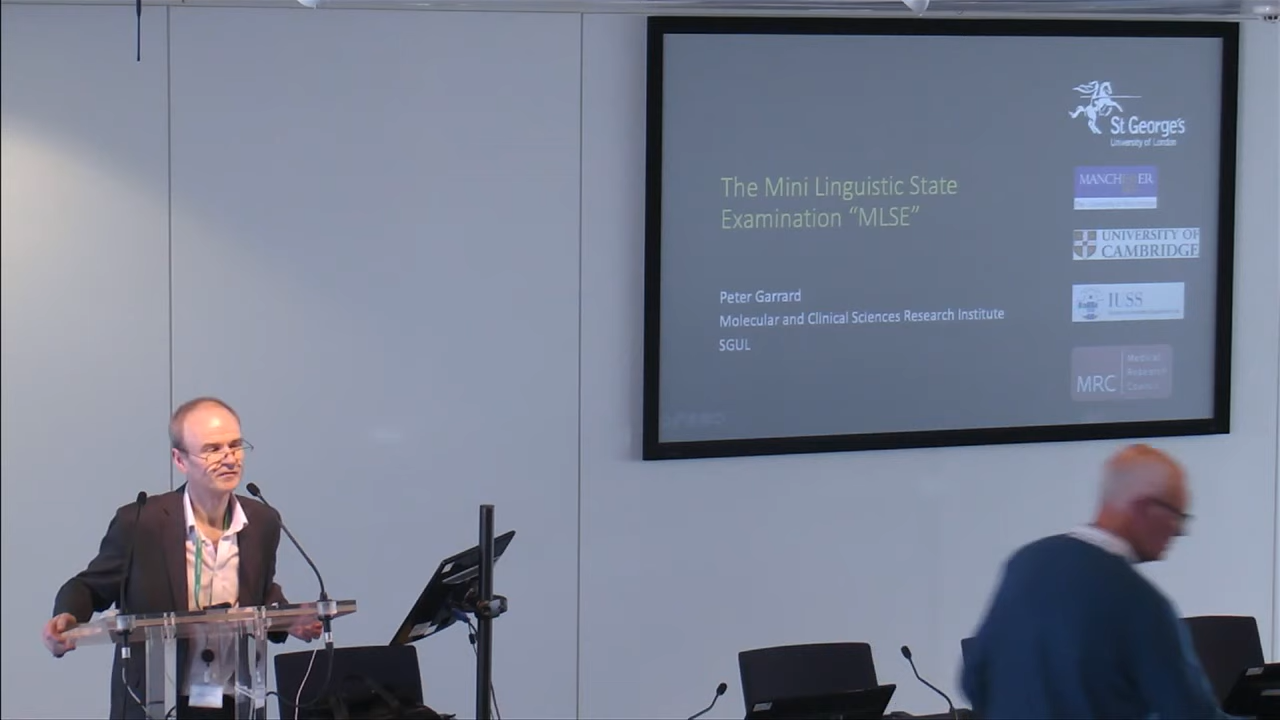 The Mini Linguistic State
Examination “MLSE”
Peter Garrard
Molecular and Clinical Sciences Research Institute
SGUL
St George's
University of London
MANCHESTER
UNIVERSITY OF
CAMBRIDGE
IUSS
MRC
Medical
Research
Council